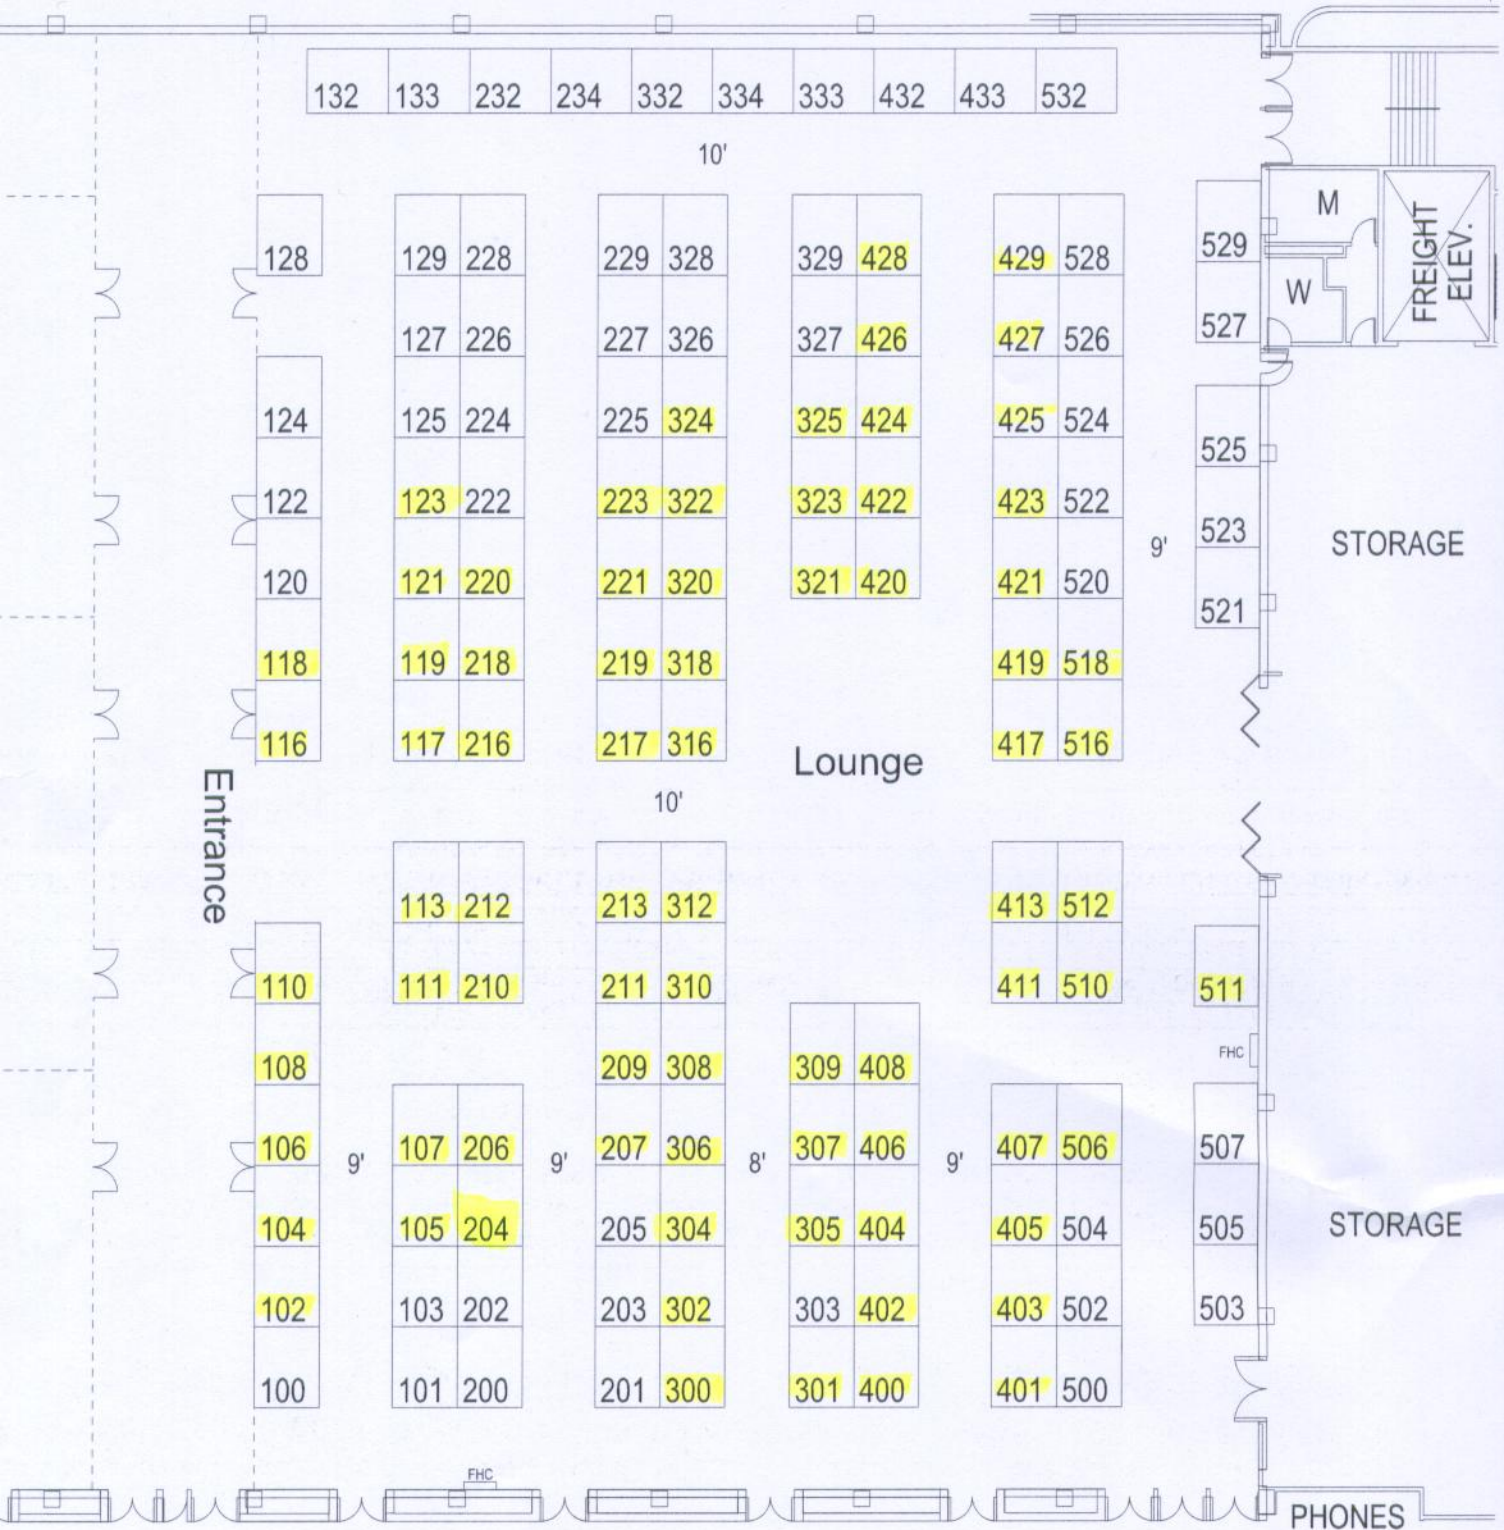 132 133 232 234 332 334 333 432 433 532
10'
128 129 228 229 328 329 428 429 528 529
M
W
FREIGHT
ELEV.
127 226 227 326 327 426 427 526 527
124 125 224 225 324 325 424 425 524 525
122 123 222 223 322 323 422 423 522 523
9'
STORAGE
120 121 220 221 320 321 420 421 520 521
118 119 218 219 318 419 518
116 117 216 217 316 417 516
Lounge
Entrance
10'
113 212 213 312 413 512
110 111 210 211 310 411 510 511
FHC
108 209 308 309 408
106 9' 107 206 9' 207 306 8' 307 406 9' 407 506 507
104 105 204 205 304 305 404 405 504 505
STORAGE
102 103 202 203 302 303 402 403 502 503
100 101 200 201 300 301 400 401 500
FHC
PHONES